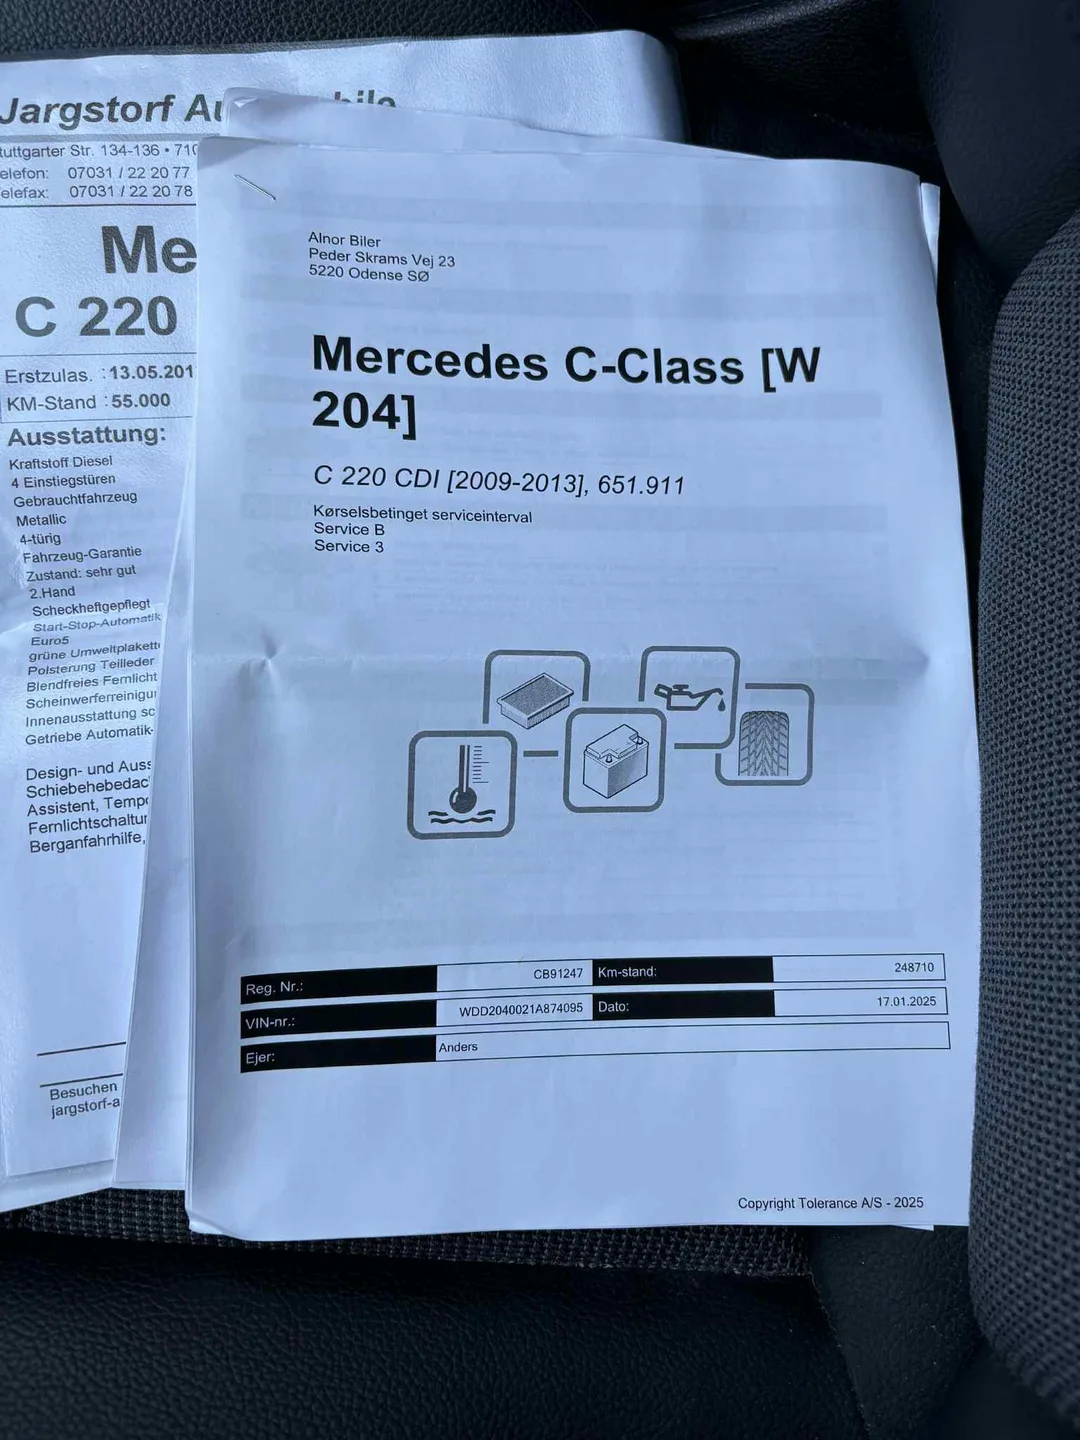 Jargstorf Au
bile
tuttgarter Str. 134-136 • 710
elefon: 07031 / 22 20 77
elefax: 07031 / 22 20 78
Me
C 220
Erstzulas. : 13.05.201
KM-Stand : 55.000
Ausstattung:
Kraftstoff Diesel
4 Einstiegstüren
Gebrauchtfahrzeug
Metallic
4-türig
Fahrzeug-Garantie
Zustand: sehr gut
2.Hand
Scheckheftgepflegt
Start-Stop-Automatik
Euro5
grüne Umweltplakette
Polsterung Teilleder
Blendfreies Fernlicht
Scheinwerferreinigu
Innenausstattung sc
Getriebe Automatik-
Design- und Auss
Schiebehebedac
Assistent, Tempo
Fernlichtschaltur
Berganfahrhilfe,
Besuchen
jargstorf-a
Alnor Biler
Peder Skrams Vej 23
5220 Odense SØ
Mercedes C-Class [W
204]
C 220 CDI [2009-2013], 651.911
Kørselsbetinget serviceinterval
Service B
Service 3
Reg. Nr.: CB91247 Km-stand: 248710
VIN-nr.: WDD2040021A874095 Dato: 17.01.2025
Ejer: Anders
Copyright Tolerance A/S - 2025